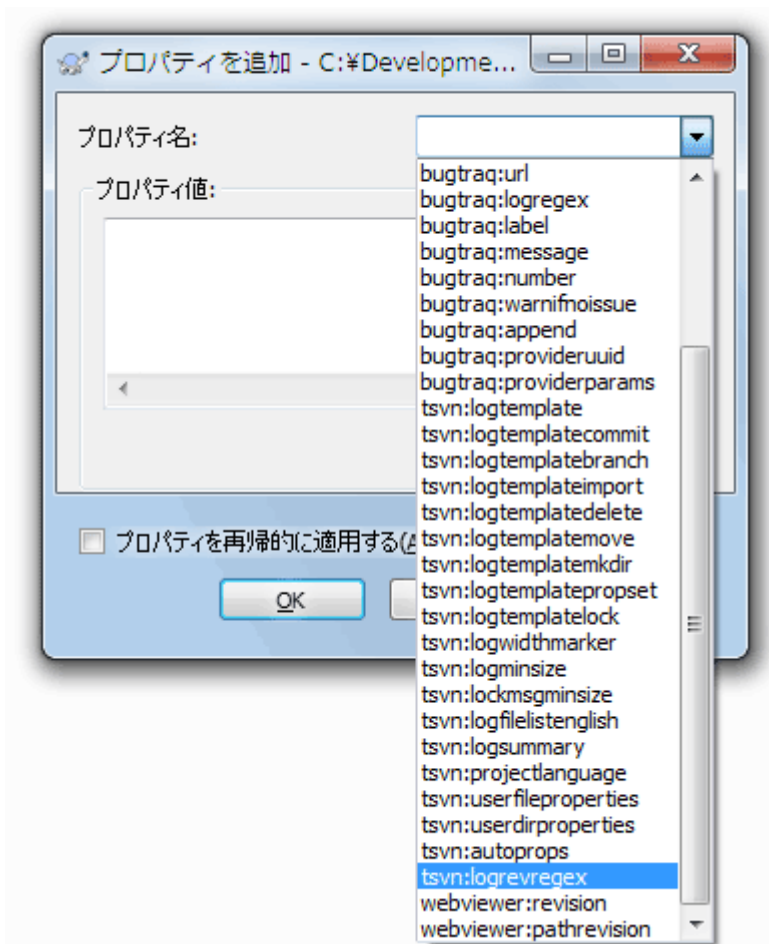 プロパティを追加 - C:¥Developme...
プロパティ名:
プロパティ値:
bugtraq:url
bugtraq:logregex
bugtraq:label
bugtraq:message
bugtraq:number
bugtraq:warnifnoissue
bugtraq:append
bugtraq:provideruuid
bugtraq:providerparams
tsvn:logtemplate
tsvn:logtemplatecommit
tsvn:logtemplatebranch
tsvn:logtemplateimport
tsvn:logtemplatedelete
tsvn:logtemplatemove
tsvn:logtemplatemkdir
tsvn:logtemplatepropset
tsvn:logtemplatelock
tsvn:logwidthmarker
tsvn:logminsize
tsvn:lockmsgminsize
tsvn:logfilelistenglish
tsvn:logsummary
tsvn:projectlanguage
tsvn:userfileproperties
tsvn:userdirproperties
tsvn:autoprops
tsvn:logrevregex
webviewer:revision
webviewer:pathrevision
プロパティを再帰的に適用する(A
OK